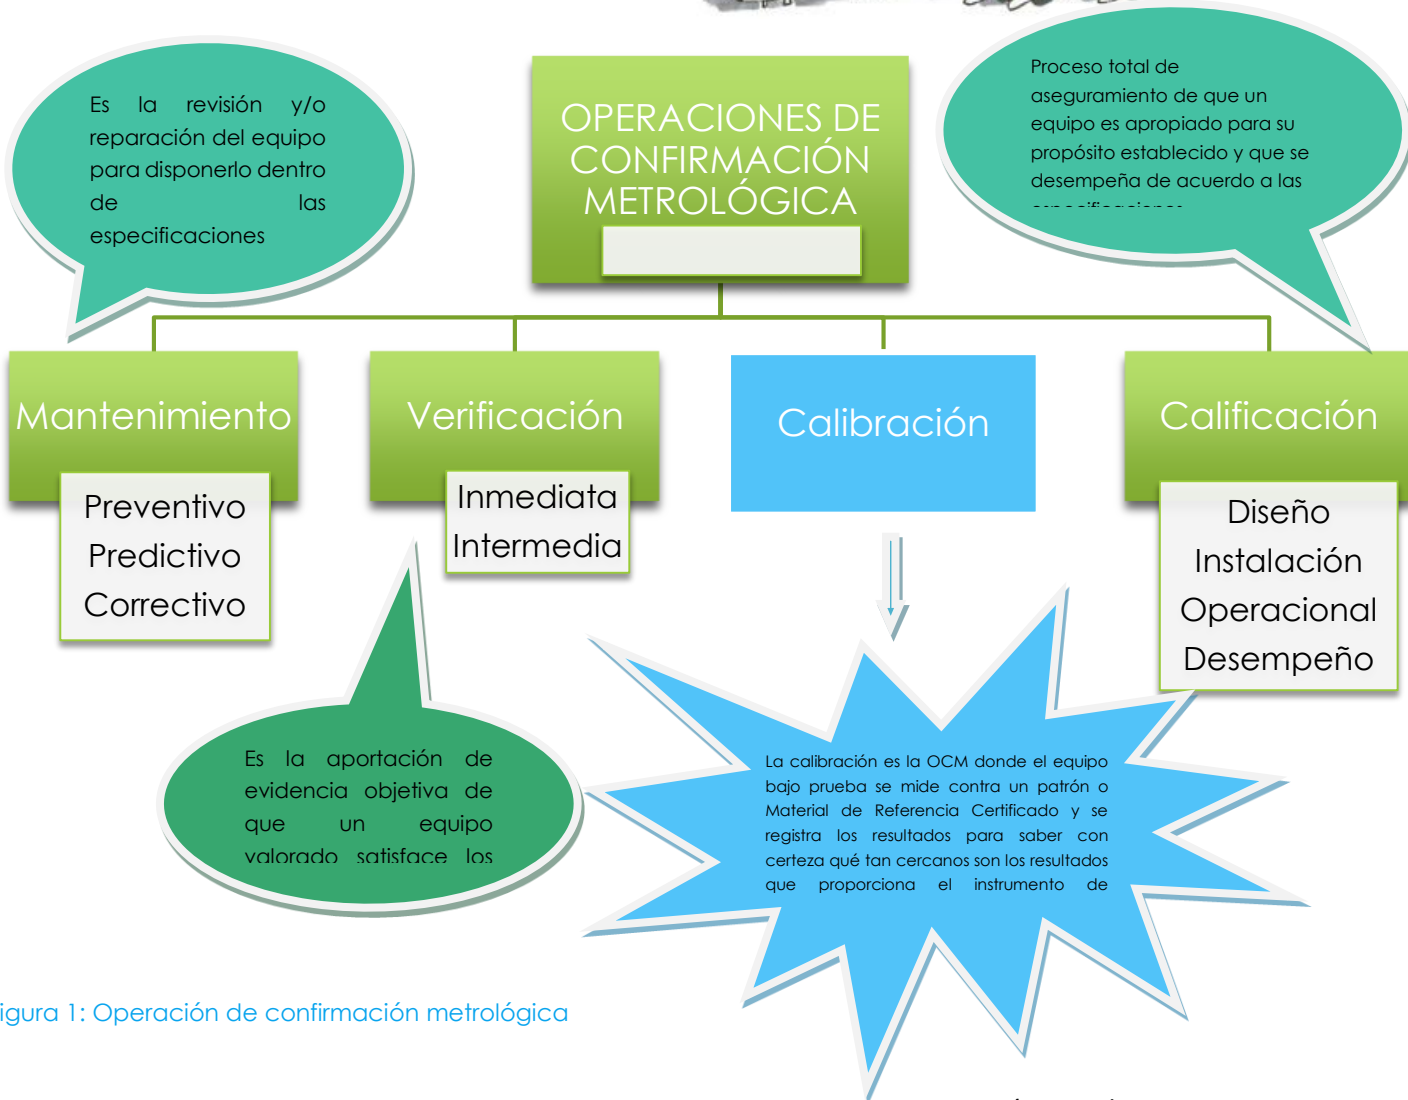 Es la revisión y/o
reparación del equipo
para disponerlo dentro
de las
especificaciones
OPERACIONES DE
CONFIRMACIÓN
METROLÓGICA
Proceso total de
aseguramiento de que un
equipo es apropiado para su
propósito establecido y que se
desempeña de acuerdo a las
Mantenimiento
Preventivo
Predictivo
Correctivo
Verificación
Inmediata
Intermedia
Calibración
Calificación
Diseño
Instalación
Operacional
Desempeño
Es la aportación de
evidencia objetiva de
que un equipo
valorado satisface los
La calibración es la OCM donde el equipo
bajo prueba se mide contra un patrón o
Material de Referencia Certificado y se
registra los resultados para saber con
certeza qué tan cercanos son los resultados
que proporciona el instrumento de
igura 1: Operación de confirmación metrológica